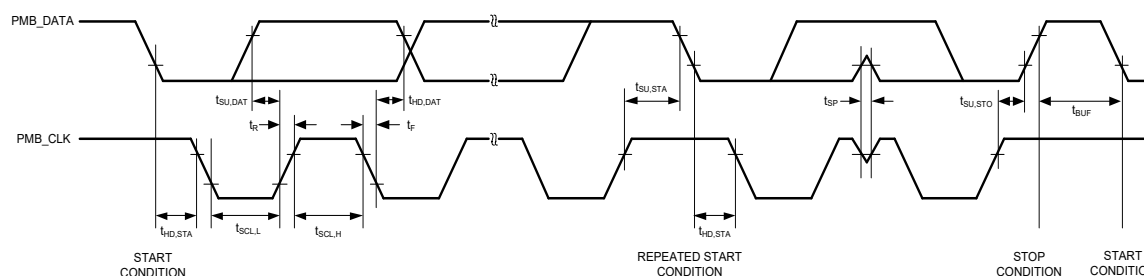 PMB_DATA
tSU,DAT
tHD,DAT
tSU,STA
tSP
tSU,STO
tBUF
tR
tF
PMB_CLK
tHD,STA
tSCL,L
tSCL,H
tHD,STA
START
CONDITION
REPEATED START
CONDITION
STOP
CONDITION
START
CONDITI